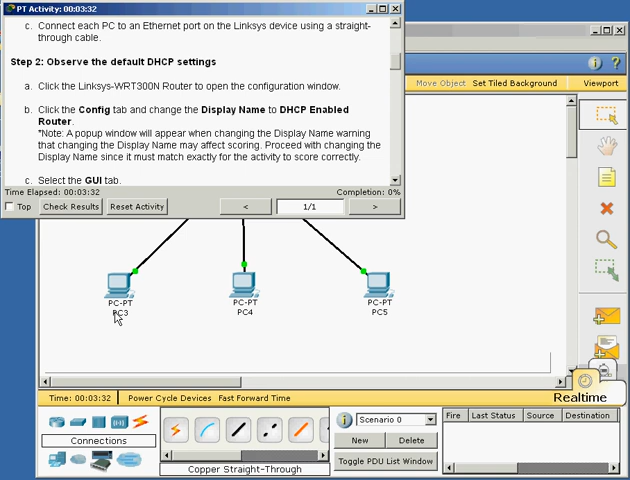 PT Activity: 00:03:32
c. Connect each PC to an Ethernet port on the Linksys device using a straight-
through cable.
Step 2: Observe the default DHCP settings
a. Click the Linksys-WRT300N Router to open the configuration window.
b. Click the Config tab and change the Display Name to DHCP Enabled
Router.
*Note: A popup window will appear when changing the Display Name warning
that changing the Display Name may affect scoring. Proceed with changing the
Display Name since it must match exactly for the activity to score correctly.
c. Select the GUI tab.
Time Elapsed: 00:03:32
Completion: 0%
Top
Check Results
Reset Activity
<
1/1
>
Move Object
Set Tiled Background
Viewport
PC-PT
PC3
PC-PT
PC4
PC-PT
PC5
Time: 00:03:32
Power Cycle Devices
Fast Forward Time
Realtime
Connections
Copper Straight-Through
Scenario 0
New
Delete
Toggle PDU List Window
Fire
Last Status
Source
Destination